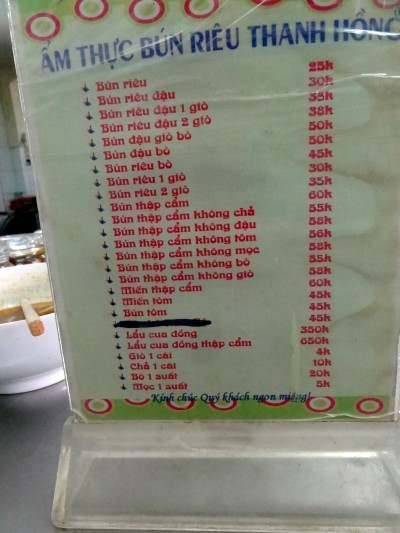 ẨM THỰC BÚN RIÊU THANH HỒNG
Bún riêu 25k
Bún riêu đậu 30k
Bún riêu đậu 1 giò 35k
Bún riêu đậu 2 giò 38k
Bún đậu giò bò 50k
Bún đậu bò 50k
Bún riêu bò 45k
Bún riêu 1 giò 30k
Bún riêu 2 giò 35k
Bún thập cẩm 60k
Bún thập cẩm không chả 55k
Bún thập cẩm không đậu 58k
Bún thập cẩm không tôm 56k
Bún thập cẩm không mọc 58k
Bún thập cẩm không bò 55k
Bún thập cẩm không giò 58k
Miến thập cẩm 60k
Miến tôm 45k
Bún tôm 45k
45k
Lẩu cua đồng 350k
Lẩu cua đồng thập cẩm 650k
Giò 1 cái 4k
Chả 1 cái 10k
Bò 1 suất 20k
Mọc 1 suất 5k
Kính chúc Quý khách ngon miệng!